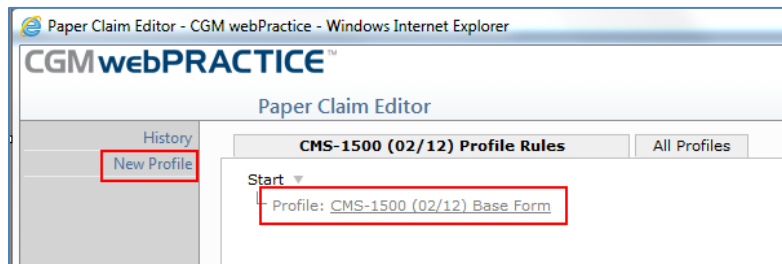 Paper Claim Editor - CGM webPractice - Windows Internet Explorer
CGM webPRACTICE™
Paper Claim Editor
History
New Profile
CMS-1500 (02/12) Profile Rules
All Profiles
Start ▼
Profile: CMS-1500 (02/12) Base Form